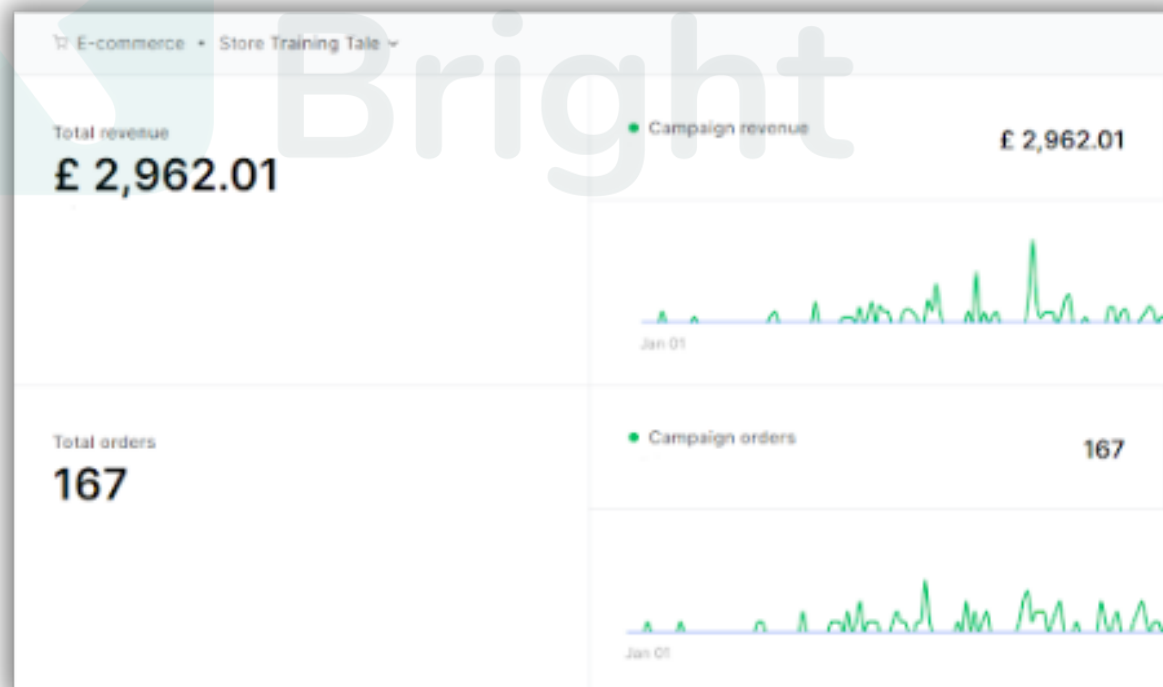 Bright
E-commerce • Store Training Tale
Total revenue
£ 2,962.01
Campaign revenue
£ 2,962.01
Jan 01
Total orders
167
Campaign orders
167
Jan 01